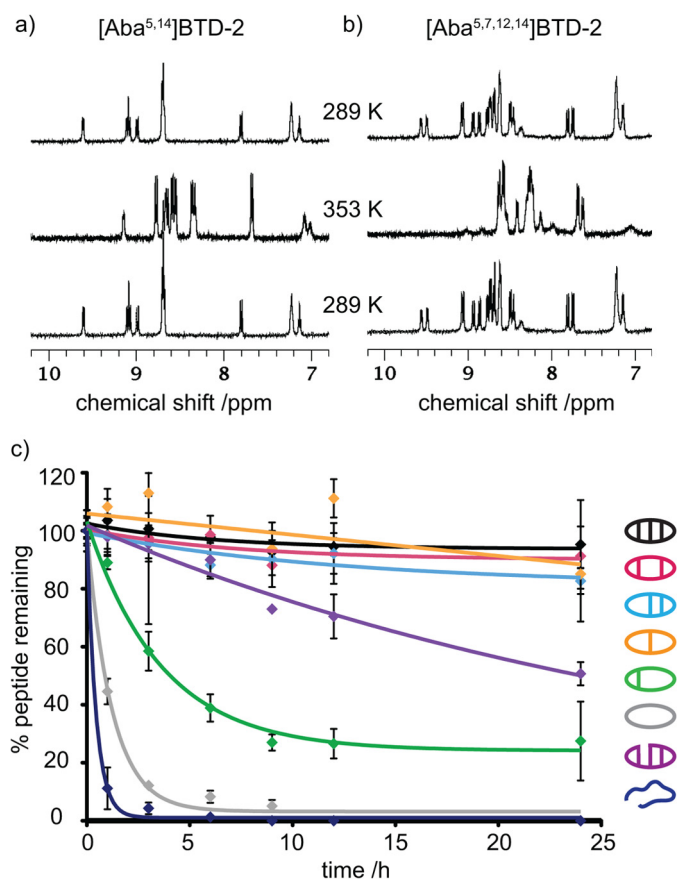 a) [Aba5,14]BTD-2 b) [Aba5,7,12,14]BTD-2
289 K
353 K
289 K
10 9 8 7 10 9 8 7
chemical shift /ppm chemical shift /ppm
c)
120
100
80
60
40
20
0
% peptide remaining
0 5 10 15 20 25
time /h